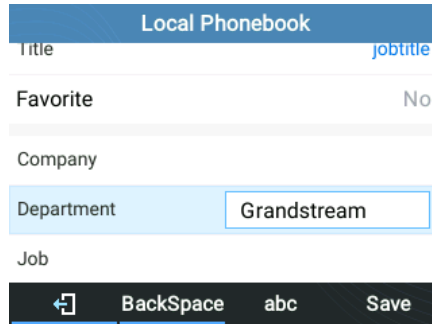 Local Phonebook
Title jobtitle
Favorite No
Company
Department Grandstream
Job
BackSpace abc Save